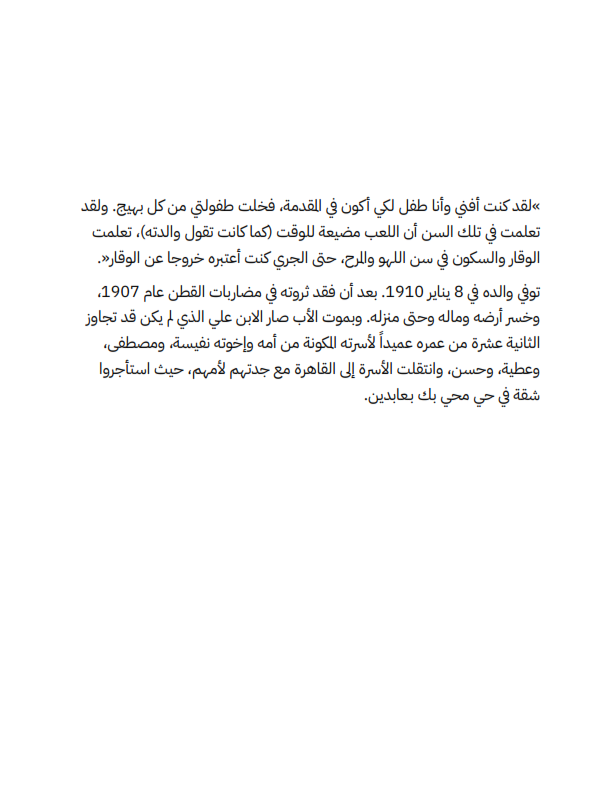 »لقد كنت أفني وأنا طفل لكي أكون في المقدمة، فخلت طفولتي من كل بهيج. ولقد
تعلمت في تلك السن أن اللعب مضيعة للوقت (كما كانت تقول والدته)، تعلمت
الوقار والسكون في سن اللهو والمرح، حتى الجري كنت أعتبره خروجا عن الوقار«.
توفي والده في 8 يناير 1910. بعد أن فقد ثروته في مضاربات القطن عام 1907،
وخسر أرضه وماله وحتى منزله. وبموت الأب صار الابن علي الذي لم يكن قد تجاوز
الثانية عشرة من عمره عميداً لأسرته المكونة من أمه وإخوته نفيسة، ومصطفى،
وعطية، وحسن، وانتقلت الأسرة إلى القاهرة مع جدتهم لأمهم، حيث استأجروا
شقة في حي محي بك بـعابدين.